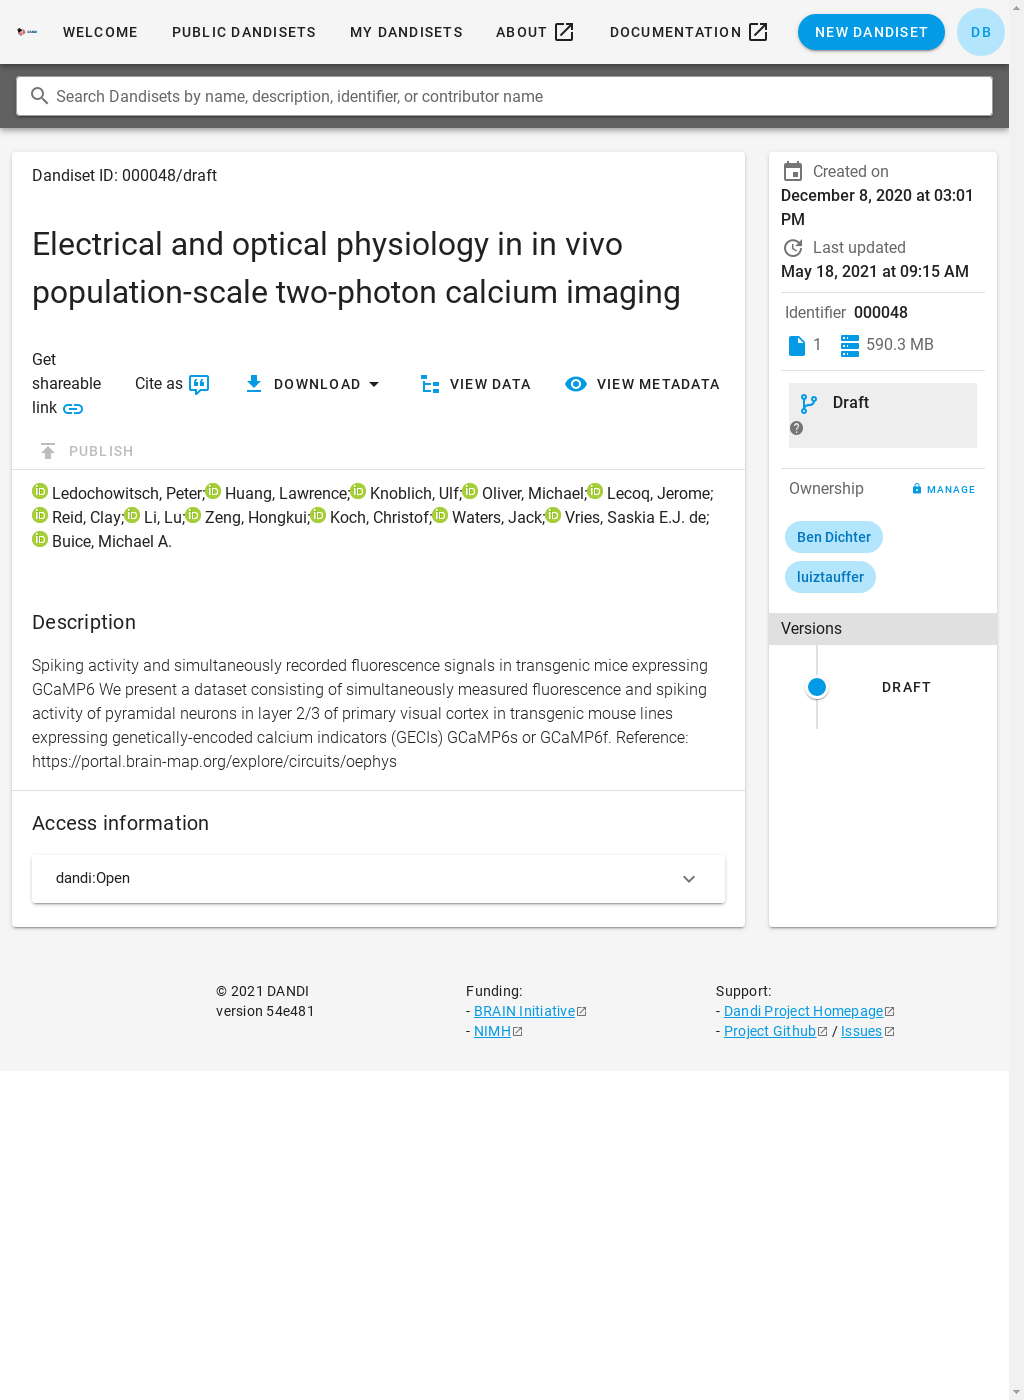 WELCOME PUBLIC DANDISETS MY DANDISETS ABOUT DOCUMENTATION NEW DANDISET DB
Search Dandisets by name, description, identifier, or contributor name
Dandiset ID: 000048/draft
Electrical and optical physiology in in vivo
population-scale two-photon calcium imaging
Get
shareable
link
Cite as
DOWNLOAD
VIEW DATA
VIEW METADATA
PUBLISH
Ledochowitsch, Peter; Huang, Lawrence; Knoblich, Ulf; Oliver, Michael; Lecoq, Jerome;
Reid, Clay; Li, Lu; Zeng, Hongkui; Koch, Christof; Waters, Jack; Vries, Saskia E.J. de;
Buice, Michael A.
Description
Spiking activity and simultaneously recorded fluorescence signals in transgenic mice expressing
GCaMP6 We present a dataset consisting of simultaneously measured fluorescence and spiking
activity of pyramidal neurons in layer 2/3 of primary visual cortex in transgenic mouse lines
expressing genetically-encoded calcium indicators (GECIs) GCaMP6s or GCaMP6f. Reference:
https://portal.brain-map.org/explore/circuits/oephys
Access information
dandi:Open
Created on
December 8, 2020 at 03:01
PM
Last updated
May 18, 2021 at 09:15 AM
Identifier 000048
1 590.3 MB
Draft
Ownership MANAGE
Ben Dichter
luiztauffer
Versions
DRAFT
© 2021 DANDI
version 54e481
Funding:
- BRAIN Initiative
- NIMH
Support:
- Dandi Project Homepage
- Project Github / Issues